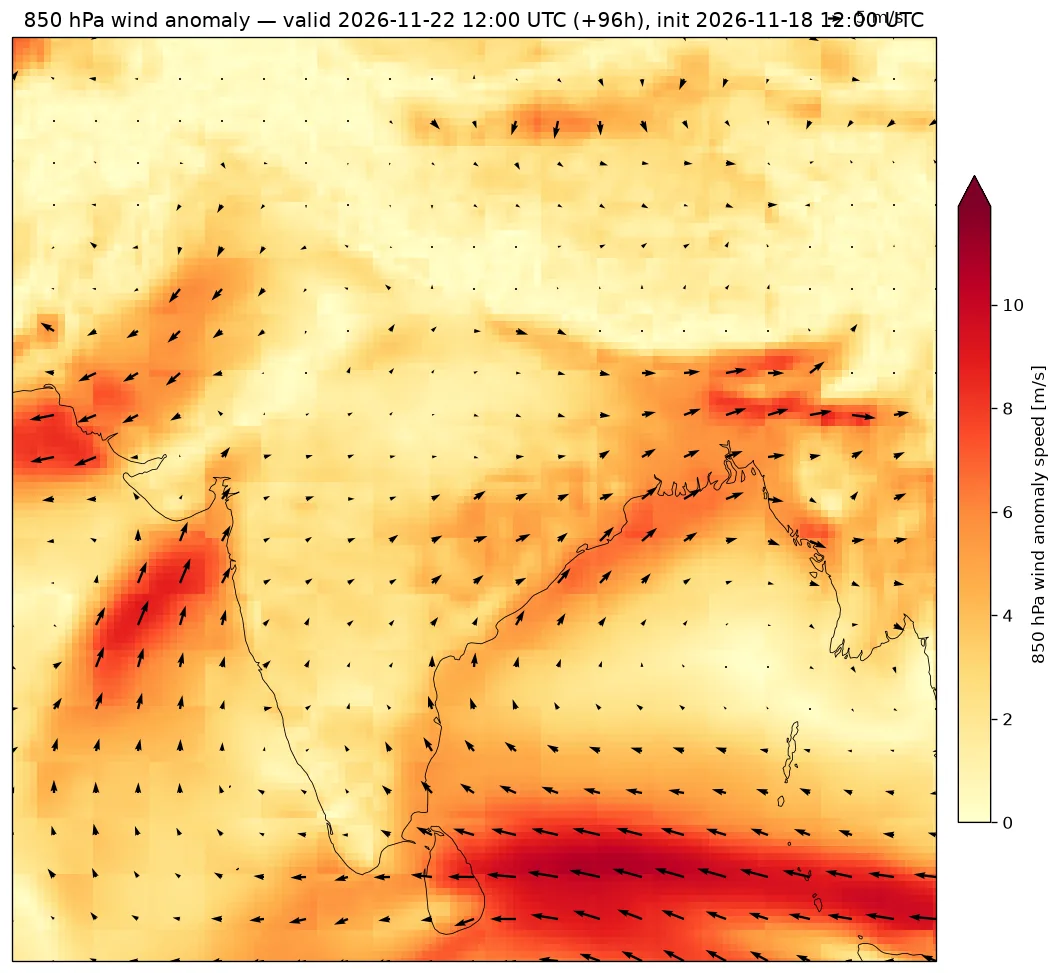 850 hPa wind anomaly — valid 2026-11-22 12:00 UTC (+96h), init 2026-11-18 12:00 UTC
5 m/s
10
8
6
4
2
0
850 hPa wind anomaly speed [m/s]